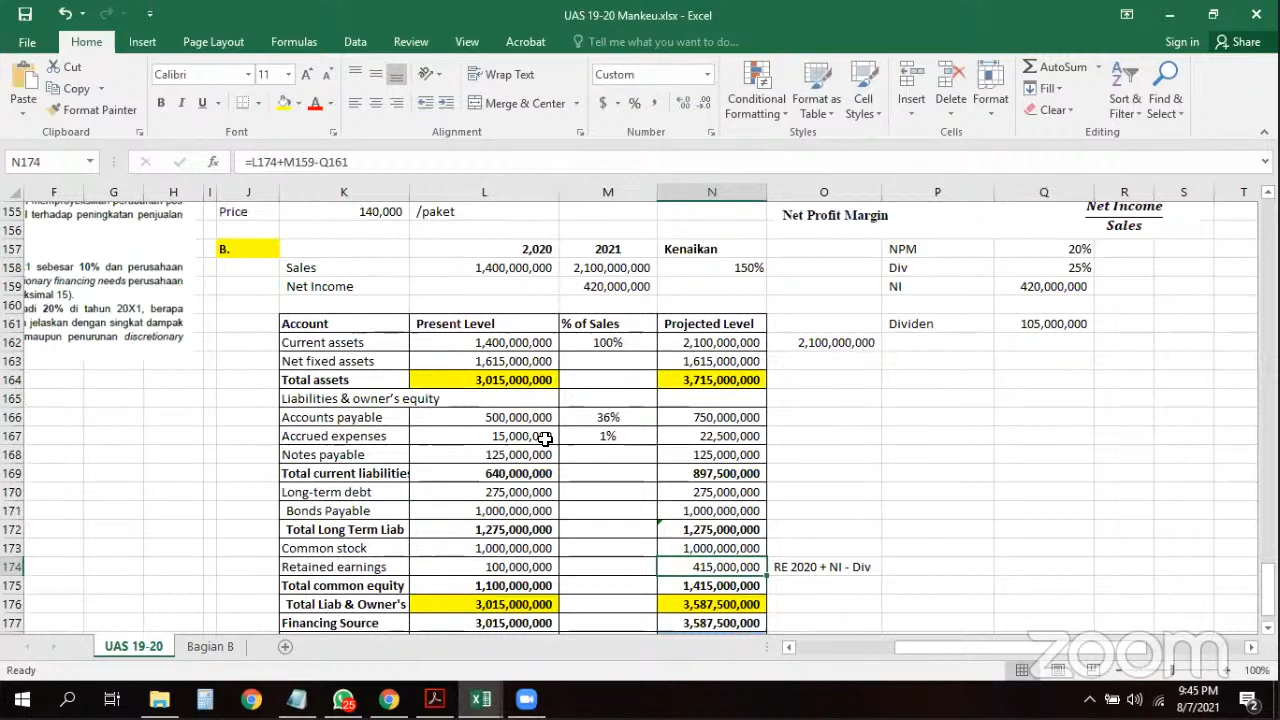 UAS 19-20 Mankeu.xlsx - Excel
File Home Insert Page Layout Formulas Data Review View Acrobat Tell me what you want to do... Sign in Share
Paste Cut Copy Format Painter Clipboard
Calibri 11 A A B I U A Font
Wrap Text Merge & Center Alignment
Custom $ % , Number
Conditional Formatting Format as Table Cell Styles Styles
Insert Delete Format Cells
AutoSum Fill Clear Sort & Filter Find & Select Editing
N174 fx =L174+M159-Q161
F G H I J K L M N O P Q R S T
155 terhadap peningkatan penjualan Price 140,000 /paket Net Profit Margin Net Income
156 Sales
157 B. 2,020 2021 Kenaikan NPM 20%
158 1 sebesar 10% dan perusahaan Sales 1,400,000,000 2,100,000,000 150% Div 25%
159 ionary financing needs perusahaan Net Income 420,000,000 NI 420,000,000
160 ksimal 15).
161 adi 20% di tahun 20X1, berapa Account Present Level % of Sales Projected Level Dividen 105,000,000
162 jelaskan dengan singkat dampak maupun penurunan discretionary Current assets 1,400,000,000 100% 2,100,000,000 2,100,000,000
163 Net fixed assets 1,615,000,000 1,615,000,000
164 Total assets 3,015,000,000 3,715,000,000
165 Liabilities & owner's equity
166 Accounts payable 500,000,000 36% 750,000,000
167 Accrued expenses 15,000,0 1% 22,500,000
168 Notes payable 125,000,000 125,000,000
169 Total current liabilities 640,000,000 897,500,000
170 Long-term debt 275,000,000 275,000,000
171 Bonds Payable 1,000,000,000 1,000,000,000
172 Total Long Term Liab 1,275,000,000 1,275,000,000
173 Common stock 1,000,000,000 1,000,000,000
174 Retained earnings 100,000,000 415,000,000 RE 2020 + NI - Div
175 Total common equity 1,100,000,000 1,415,000,000
176 Total Liab & Owner's 3,015,000,000 3,587,500,000
177 Financing Source 3,015,000,000 3,587,500,000
UAS 19-20 Bagian B
zoom
Ready 100%
25 9:45 PM
8/7/2021 2